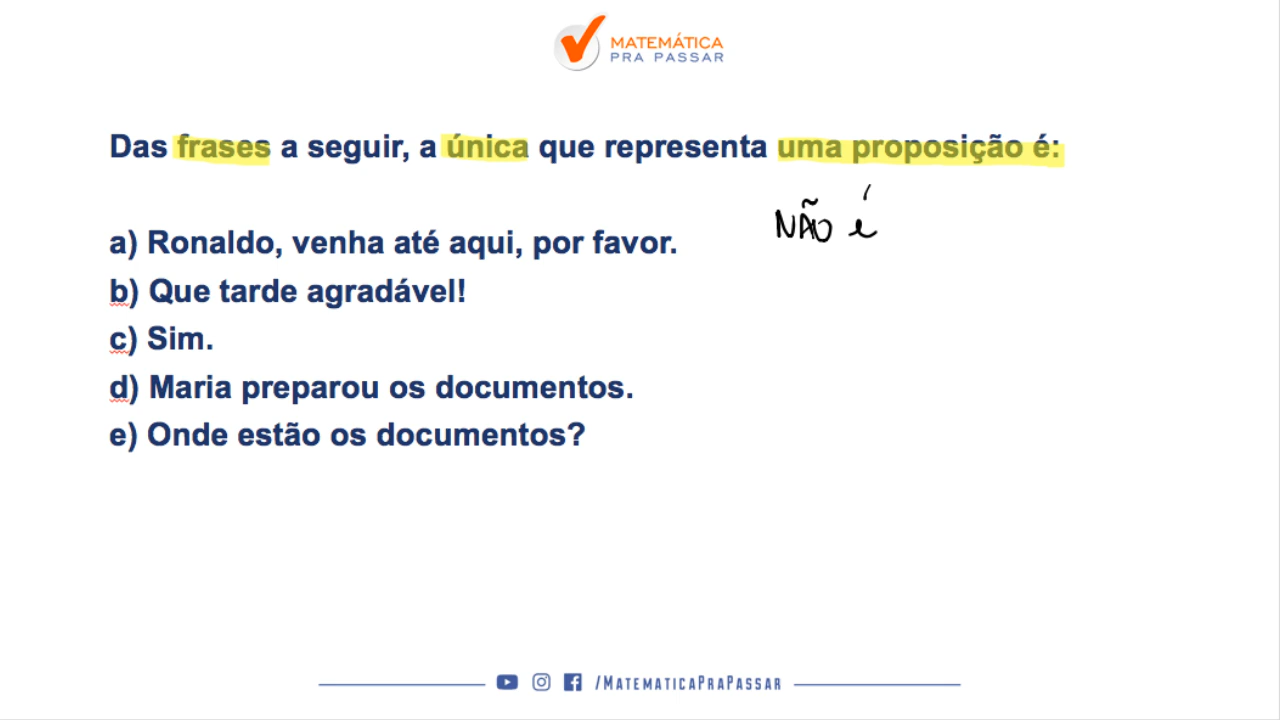 MATEMÁTICA
PRA PASSAR
Das frases a seguir, a única que representa uma proposição é:
NÃO é
a) Ronaldo, venha até aqui, por favor.
b) Que tarde agradável!
c) Sim.
d) Maria preparou os documentos.
e) Onde estão os documentos?
/MATEMATICAPRAPASSAR